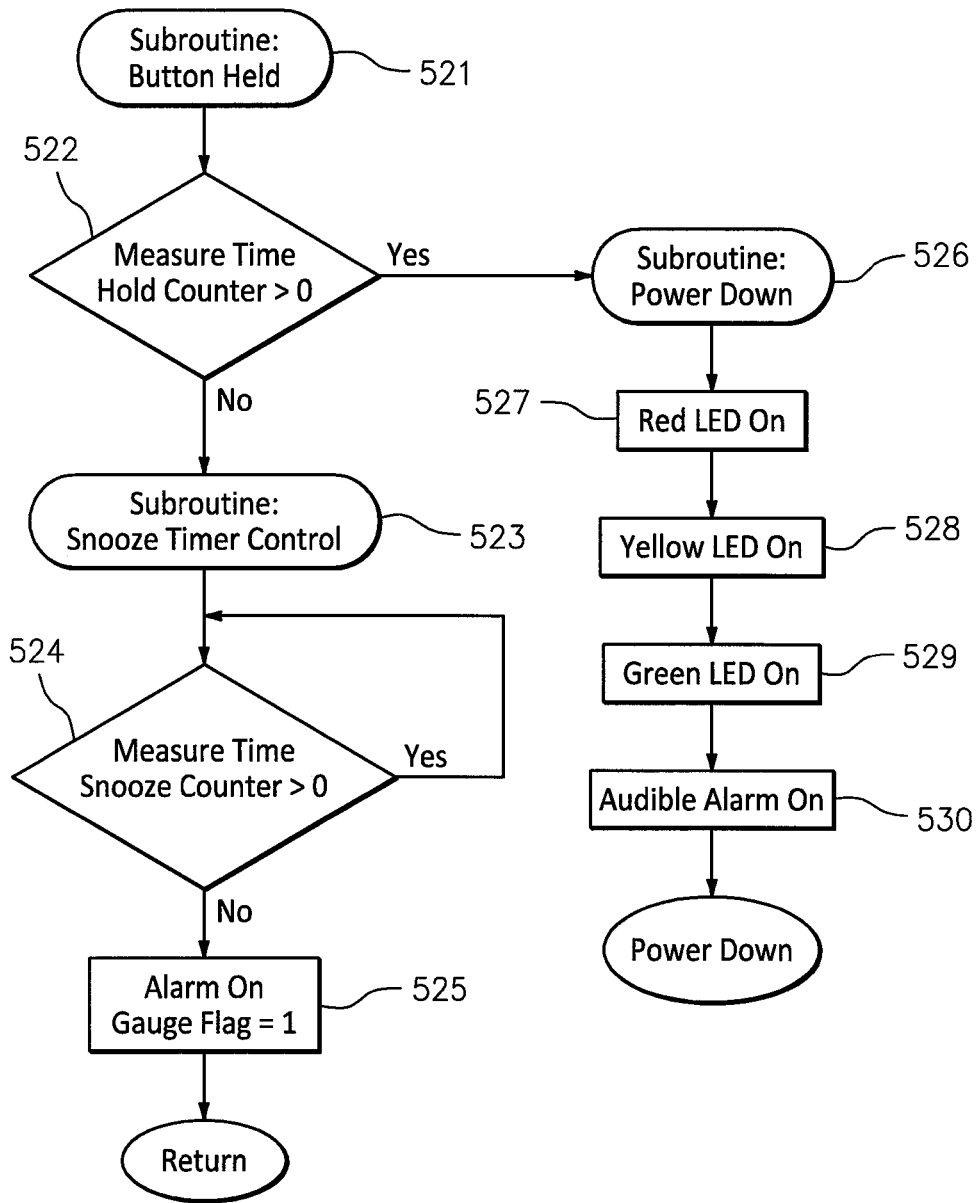 Subroutine:
Button Held
521
522
Measure Time
Hold Counter > 0
Yes
No
Subroutine:
Power Down
526
527
Red LED On
Subroutine:
Snooze Timer Control
523
Yellow LED On
528
524
Measure Time
Snooze Counter > 0
Yes
No
Green LED On
529
Audible Alarm On
530
Alarm On
Gauge Flag = 1
525
Power Down
Return